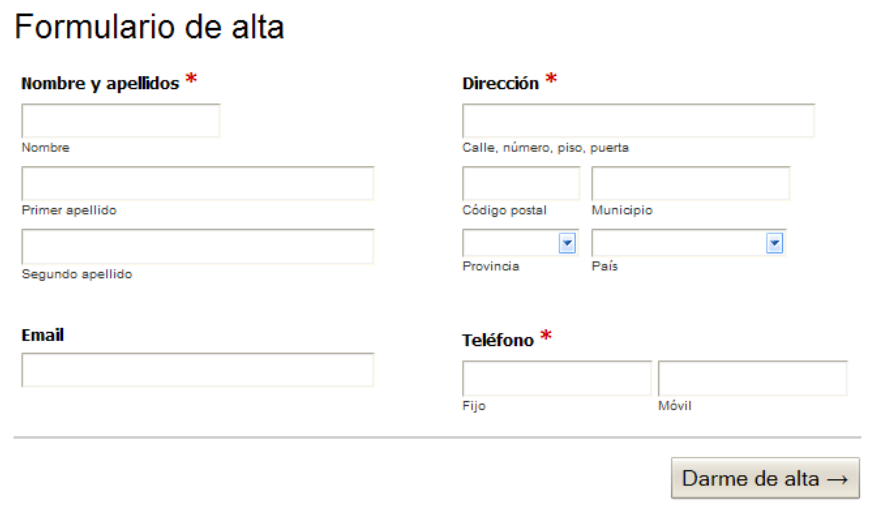 Formulario de alta
Nombre y apellidos *
Nombre
Primer apellido
Segundo apellido
Email
Dirección *
Calle, número, piso, puerta
Código postal Municipio
Provincia País
Teléfono *
Fijo Móvil
Darme de alta →